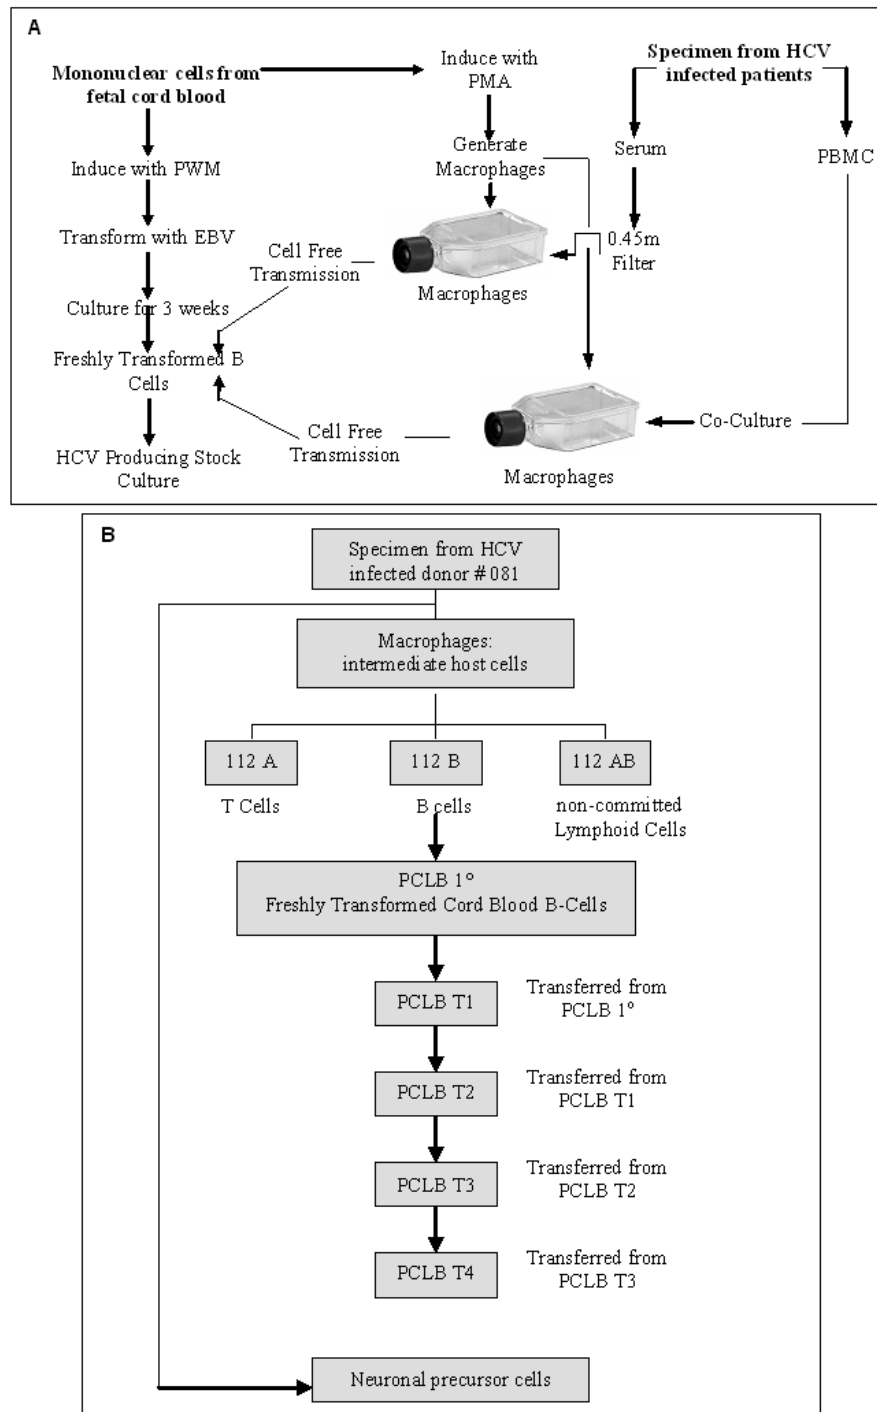 A
Mononuclear cells from
fetal cord blood
Induce with PWM
Transform with EBV
Culture for 3 weeks
Freshly Transformed B
Cells
HCV Producing Stock
Culture
Induce with
PMA
Generate
Macrophages
Macrophages
Cell Free
Transmission
Specimen from HCV
infected patients
Serum
PBMC
0.45m
Filter
Co-Culture
Macrophages
Cell Free
Transmission
B
Specimen from HCV
infected donor # 081
Macrophages:
intermediate host cells
112 A
112 B
112 AB
T Cells
B cells
non-committed
Lymphoid Cells
PCLB 1º
Freshly Transformed Cord Blood B-Cells
PCLB T1
Transferred from
PCLB 1º
PCLB T2
Transferred from
PCLB T1
PCLB T3
Transferred from
PCLB T2
PCLB T4
Transferred from
PCLB T3
Neuronal precursor cells